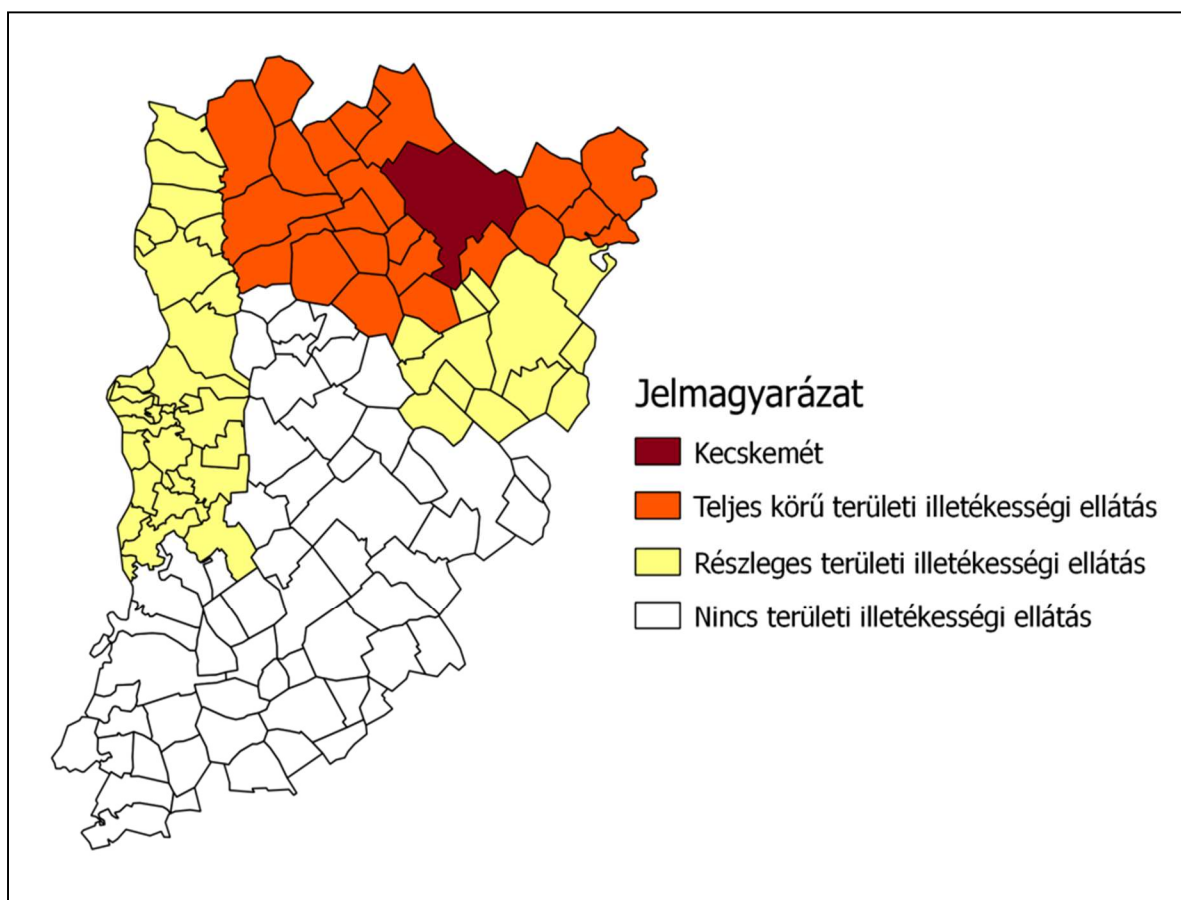 Jelmagyarázat
Kecskemét
Teljes körű területi illetékességi ellátás
Részleges területi illetékességi ellátás
Nincs területi illetékességi ellátás